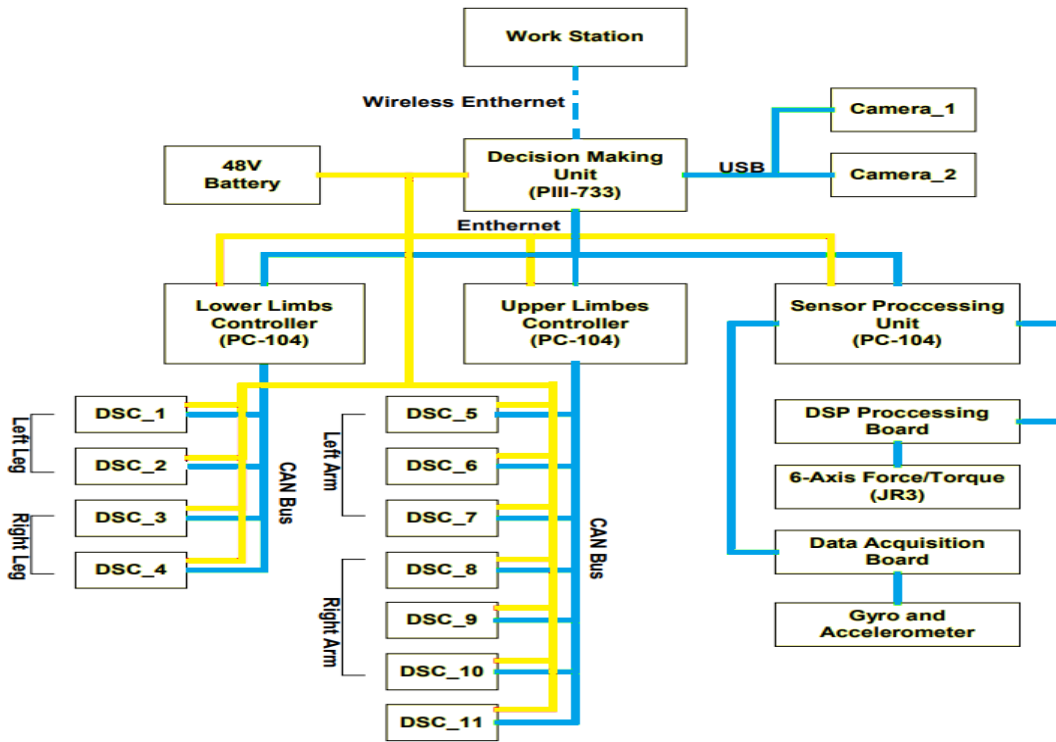 Work Station
Wireless Enthernet
Camera_1
48V
Battery
Decision Making
Unit
(PIII-733)
USB
Camera_2
Enthernet
Lower Limbs
Controller
(PC-104)
Upper Limbes
Controller
(PC-104)
Sensor Proccessing
Unit
(PC-104)
Left Leg
DSC_1
DSC_2
Right Leg
DSC_3
DSC_4
CAN Bus
Left Arm
DSC_5
DSC_6
DSC_7
Right Arm
DSC_8
DSC_9
DSC_10
DSC_11
CAN Bus
DSP Proccessing
Board
6-Axis Force/Torque
(JR3)
Data Acquisition
Board
Gyro and
Accelerometer